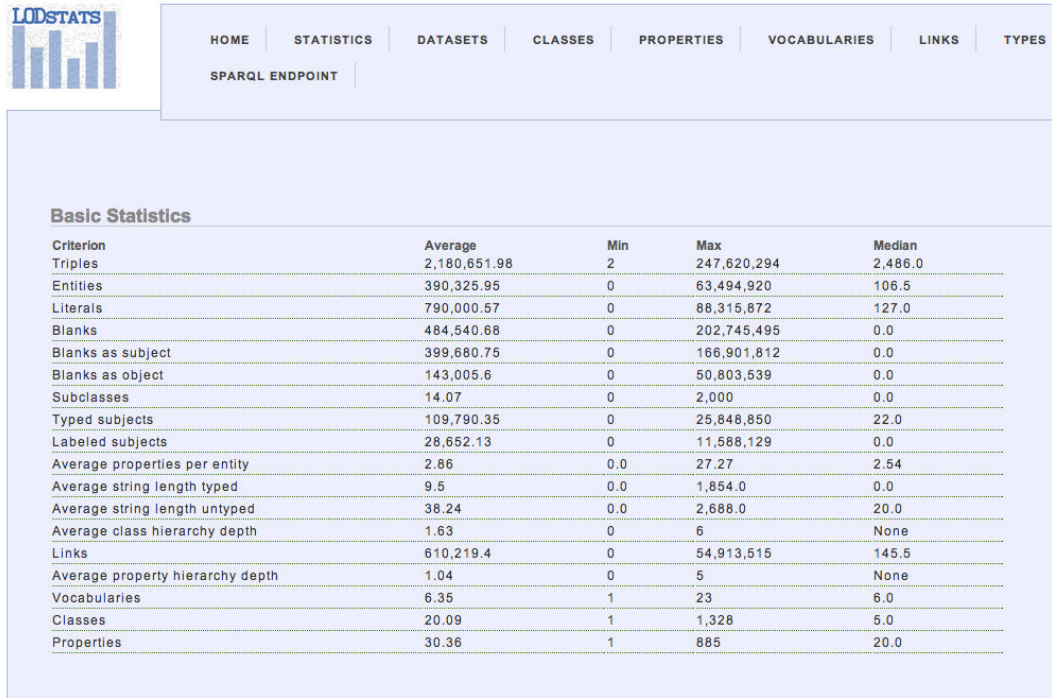 LODSTATS
HOME STATISTICS DATASETS CLASSES PROPERTIES VOCABULARIES LINKS TYPES
SPARQL ENDPOINT
Basic Statistics
Criterion Average Min Max Median
Triples 2,180,651.98 2 247,620,294 2,486.0
Entities 390,325.95 0 63,494,920 106.5
Literals 790,000.57 0 88,315,872 127.0
Blanks 484,540.68 0 202,745,495 0.0
Blanks as subject 399,680.75 0 166,901,812 0.0
Blanks as object 143,005.6 0 50,803,539 0.0
Subclasses 14.07 0 2,000 0.0
Typed subjects 109,790.35 0 25,848,850 22.0
Labeled subjects 28,652.13 0 11,588,129 0.0
Average properties per entity 2.86 0.0 27.27 2.54
Average string length typed 9.5 0.0 1,854.0 0.0
Average string length untyped 38.24 0.0 2,688.0 20.0
Average class hierarchy depth 1.63 0 6 None
Links 610,219.4 0 54,913,515 145.5
Average property hierarchy depth 1.04 0 5 None
Vocabularies 6.35 1 23 6.0
Classes 20.09 1 1,328 5.0
Properties 30.36 1 885 20.0